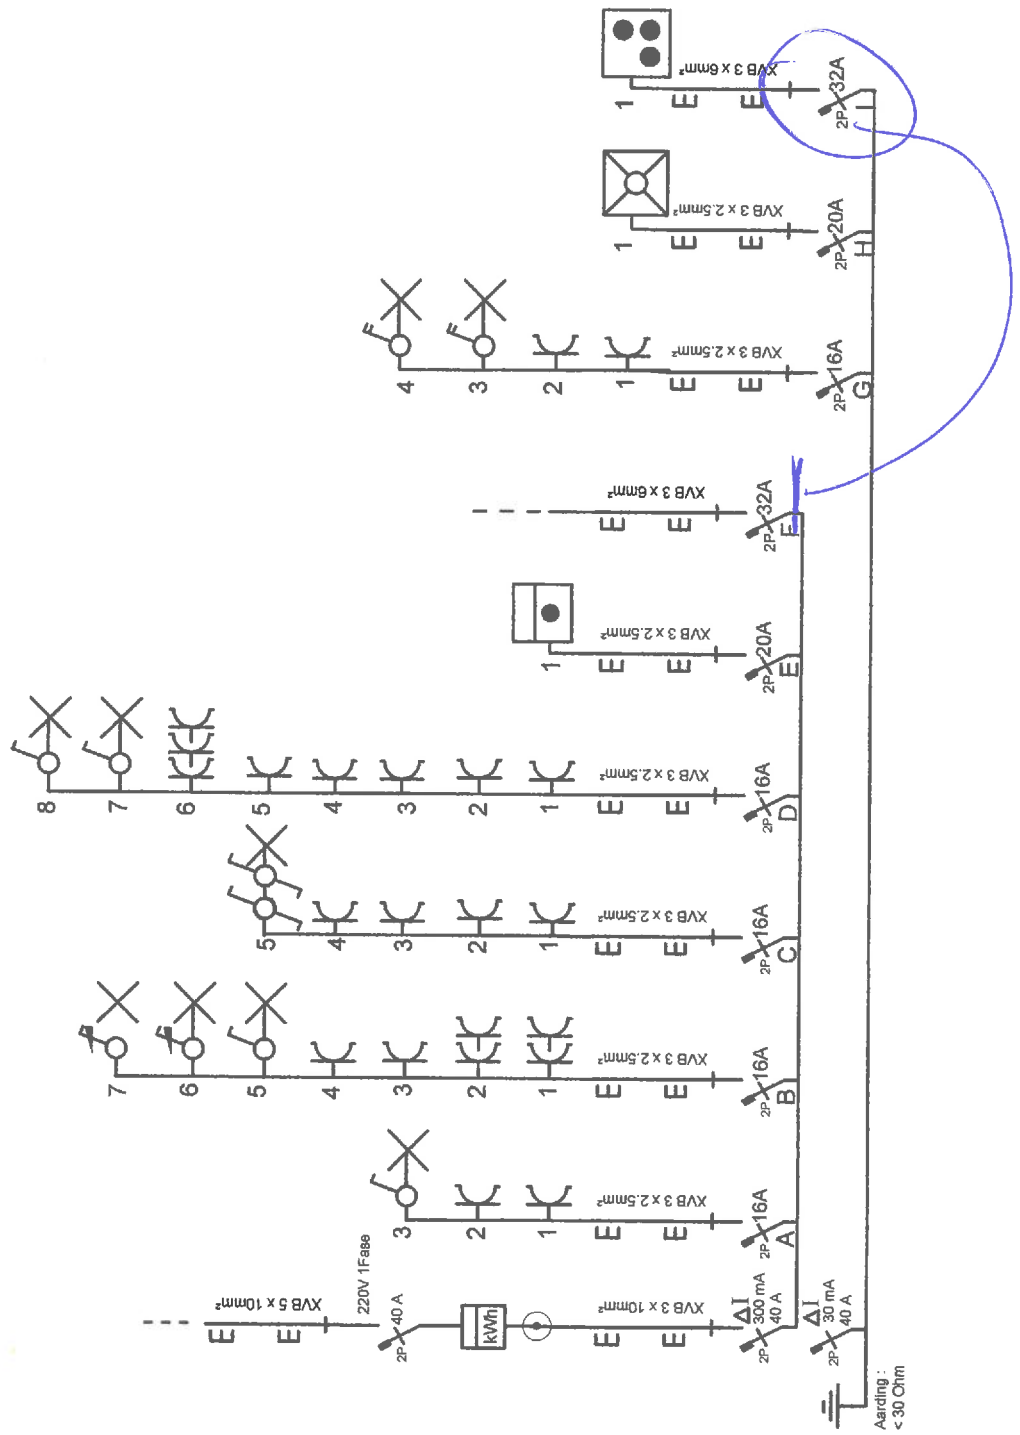 XVB 5 x 10mm²
220V 1Fase
2P 40 A
kWh
XVB 3 x 10mm²
ΔI
300 mA
40 A
2P
ΔI
30 mA
40 A
2P
Aarding :
< 30 Ohm
3
2
1
XVB 3 x 2.5mm²
2P 16A
A
7
6
5
4
3
2
1
XVB 3 x 2.5mm²
2P 16A
B
5
4
3
2
1
XVB 3 x 2.5mm²
2P 16A
C
8
7
6
5
4
3
2
1
XVB 3 x 2.5mm²
2P 16A
D
1
XVB 3 x 2.5mm²
2P 20A
E
XVB 3 x 6mm²
2P 32A
F
4
3
2
1
XVB 3 x 2.5mm²
2P 16A
G
1
XVB 3 x 2.5mm²
2P 20A
H
1
XVB 3 x 6mm²
2P 32A
I